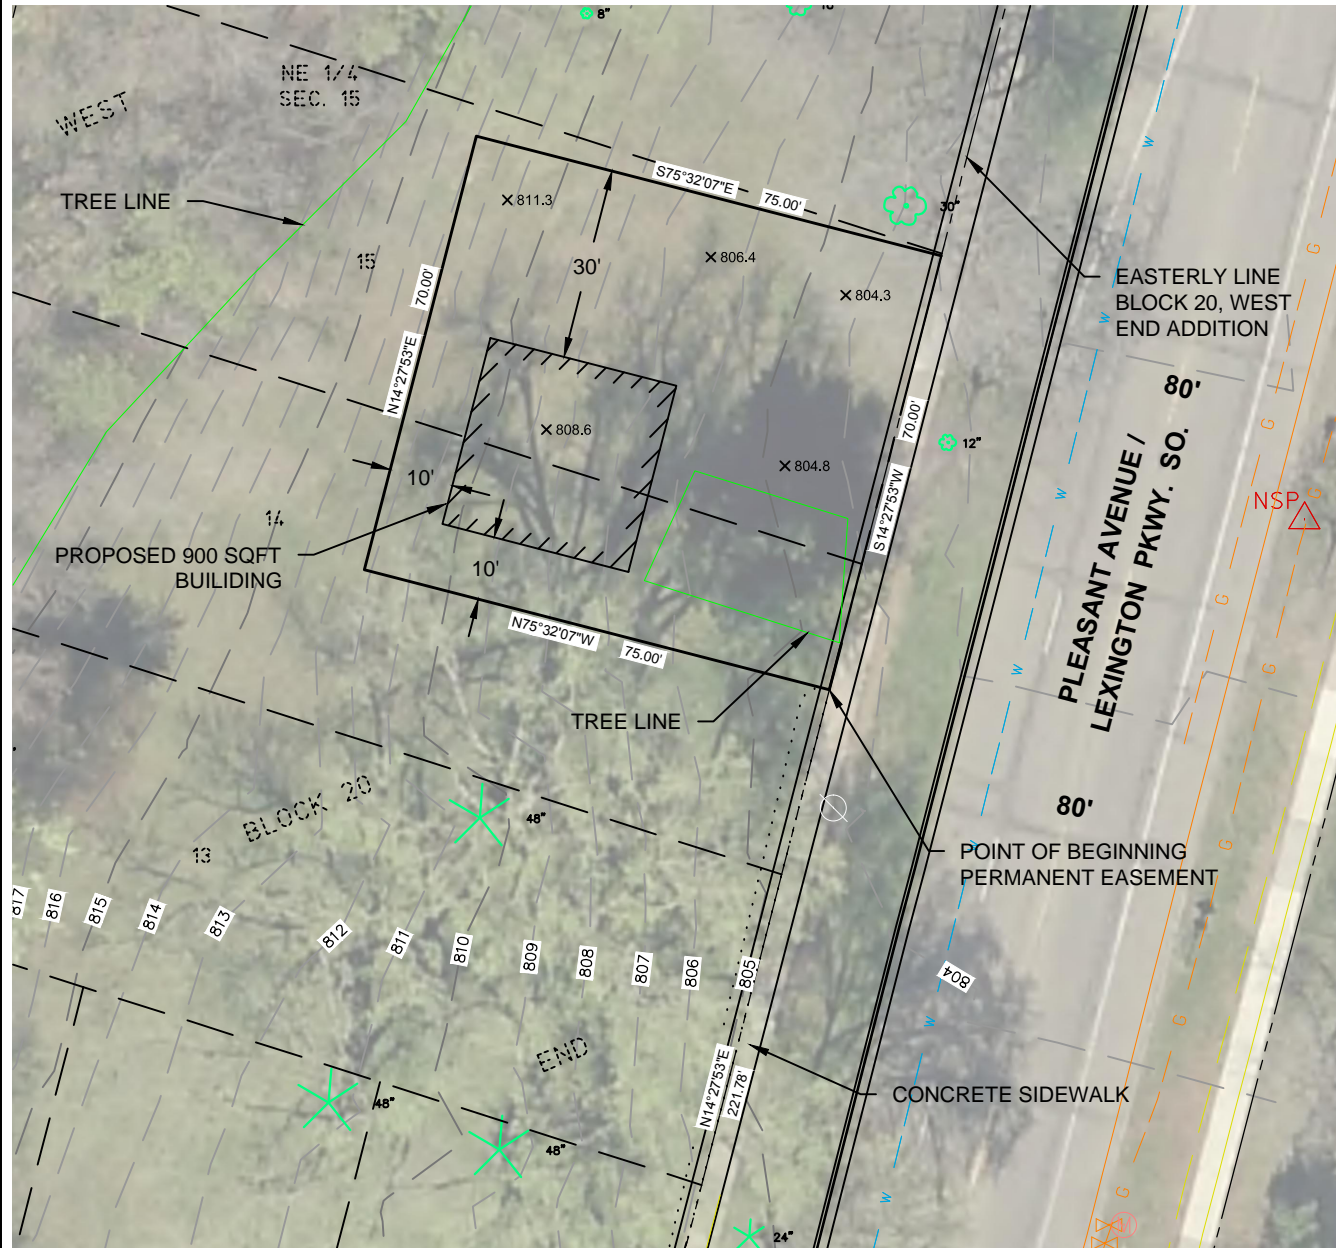 8"
NE 1/4
SEC. 15
WEST
TREE LINE
S75°32'07"E
75.00'
30"
811.3
806.4
804.3
30'
15
70.00'
N14°27'53"E
EASTERLY LINE
BLOCK 20, WEST
END ADDITION
80'
PLEASANT AVENUE /
LEXINGTON PKWY. SO.
80'
808.6
804.8
70.00'
S14°27'53"W
12"
NSP
10'
10'
14
PROPOSED 900 SQFT
BUILIDING
N75°32'07"W
75.00'
TREE LINE
BLOCK 20
13
48"
POINT OF BEGINNING
PERMANENT EASEMENT
817
816
815
814
813
812
811
810
809
808
807
806
805
804
END
N14°27'53"E
221.78'
CONCRETE SIDEWALK
48"
48"
24"
W
W
W
W
W
W
W
W
G
G
G
G
G
G
G
G
G
M